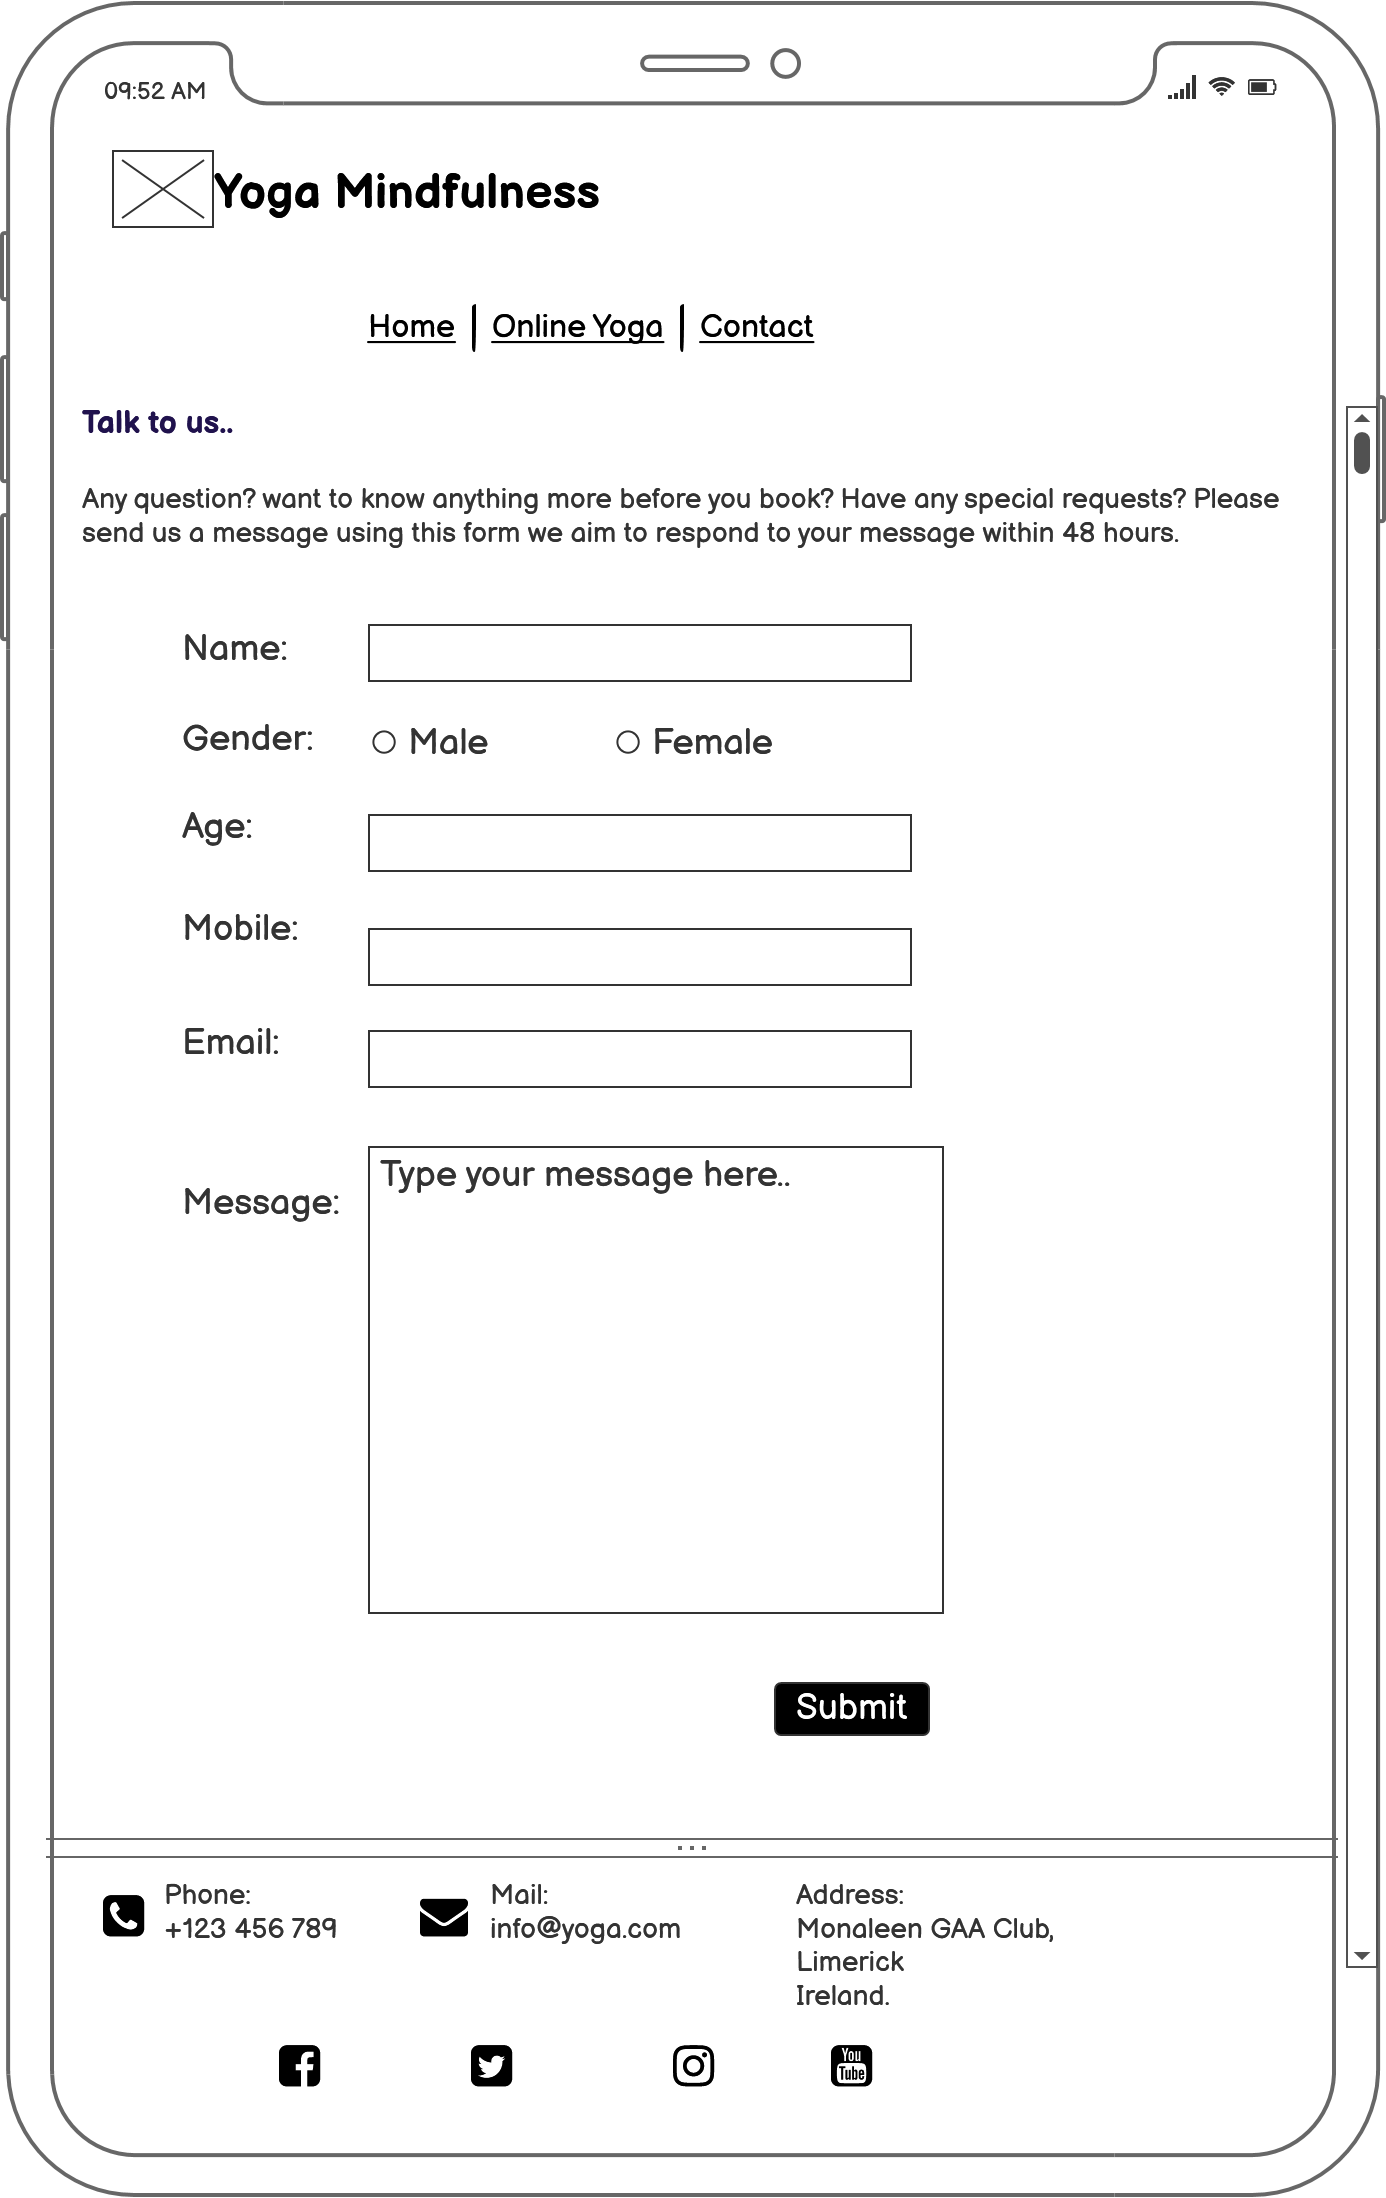 09:52 AM
Yoga Mindfulness
Home | Online Yoga | Contact
Talk to us..
Any question? want to know anything more before you book? Have any special requests? Please
send us a message using this form we aim to respond to your message within 48 hours.
Name:
Gender: Male Female
Age:
Mobile:
Email:
Message:
Type your message here..
Submit
Phone:
+123 456 789
Mail:
info@yoga.com
Address:
Monaleen GAA Club,
Limerick
Ireland.
You
Tube